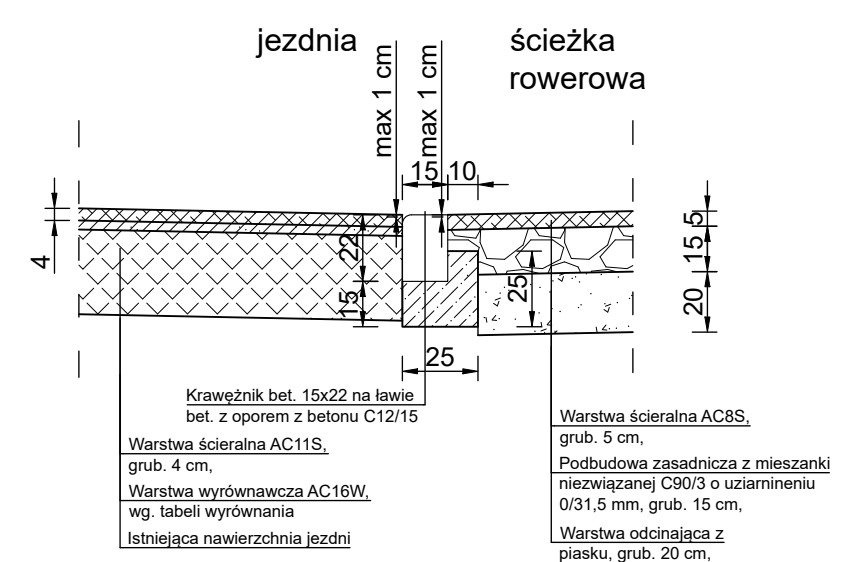 jezdnia
ścieżka
rowerowa
max 1 cm
max 1 cm
15
10
4
22
15
25
25
5
15
20
Krawężnik bet. 15x22 na ławie
bet. z oporem z betonu C12/15
Warstwa ścieralna AC11S,
grub. 4 cm,
Warstwa wyrównawcza AC16W,
wg. tabeli wyrównania
Istniejąca nawierzchnia jezdni
Warstwa ścieralna AC8S,
grub. 5 cm,
Podbudowa zasadnicza z mieszanki
niezwiązanej C90/3 o uziarnineniu
0/31,5 mm, grub. 15 cm,
Warstwa odcinająca z
piasku, grub. 20 cm,